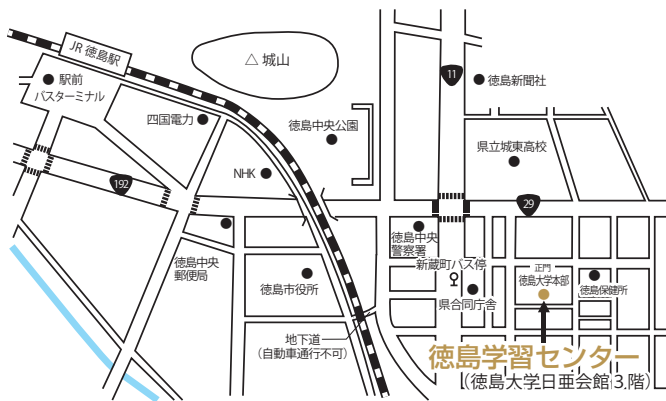 JR 徳島駅
駅前
バスターミナル
△ 城山
11
徳島新聞社
四国電力
徳島中央公園
県立城東高校
NHK
192
29
徳島中央
郵便局
徳島市役所
徳島中央
警察署
新蔵町バス停
県合同庁舎
正門
徳島大学本部
徳島保健所
地下道
（自動車通行不可）
徳島学習センター
（徳島大学日亜会館 3 階）